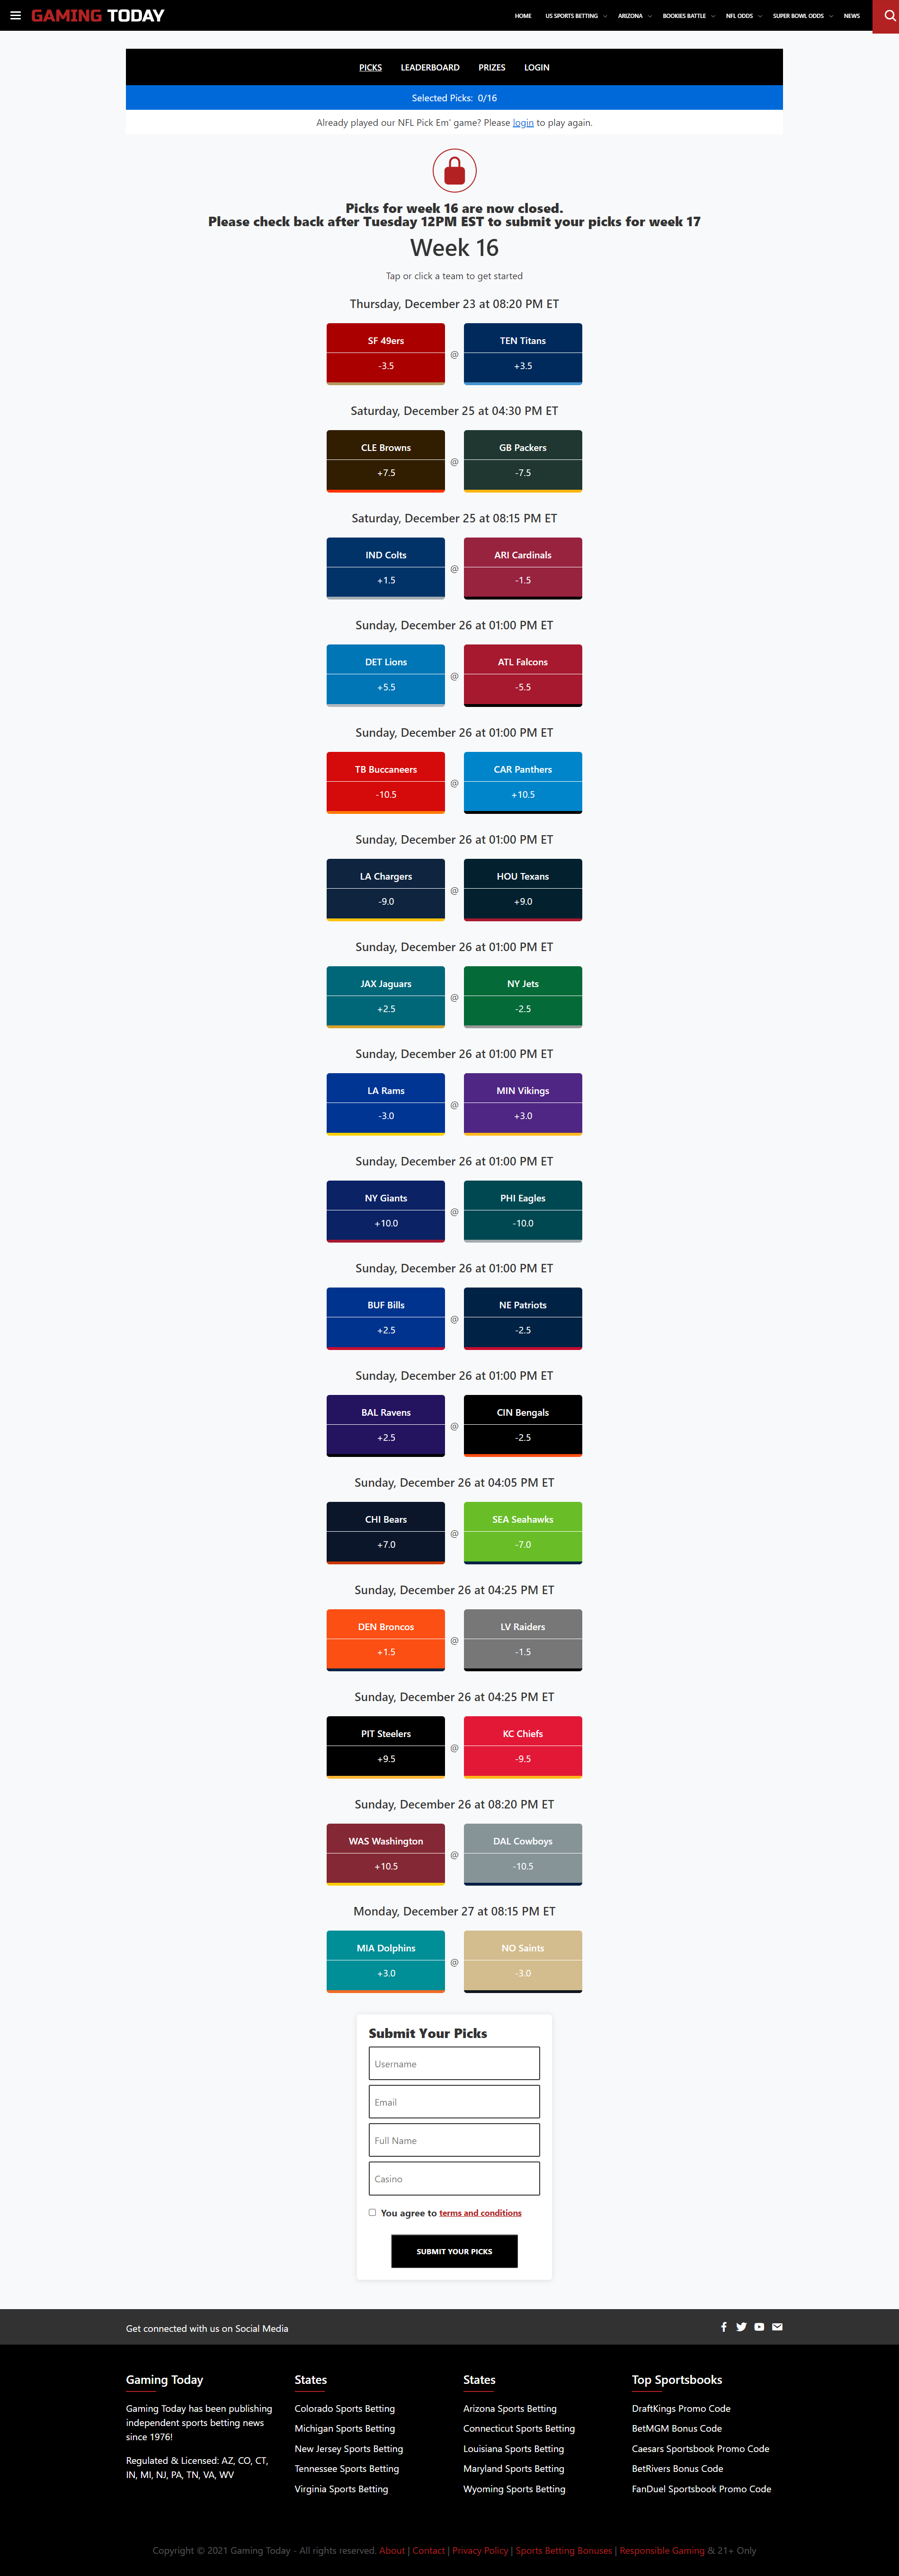 GAMING TODAY
HOME US SPORTS BETTING ARIZONA BOOKIES BATTLE NFL ODDS SUPER BOWL ODDS NEWS
PICKS LEADERBOARD PRIZES LOGIN
Selected Picks: 0/16
Already played our NFL Pick Em' game? Please login to play again.
Picks for week 16 are now closed.
Please check back after Tuesday 12PM EST to submit your picks for week 17
Week 16
Tap or click a team to get started
Thursday, December 23 at 08:20 PM ET
SF 49ers TEN Titans
@
-3.5 +3.5
Saturday, December 25 at 04:30 PM ET
CLE Browns GB Packers
@
+7.5 -7.5
Saturday, December 25 at 08:15 PM ET
IND Colts ARI Cardinals
@
+1.5 -1.5
Sunday, December 26 at 01:00 PM ET
DET Lions ATL Falcons
@
+5.5 -5.5
Sunday, December 26 at 01:00 PM ET
TB Buccaneers CAR Panthers
@
-10.5 +10.5
Sunday, December 26 at 01:00 PM ET
LA Chargers HOU Texans
@
-9.0 +9.0
Sunday, December 26 at 01:00 PM ET
JAX Jaguars NY Jets
@
+2.5 -2.5
Sunday, December 26 at 01:00 PM ET
LA Rams MIN Vikings
@
-3.0 +3.0
Sunday, December 26 at 01:00 PM ET
NY Giants PHI Eagles
@
+10.0 -10.0
Sunday, December 26 at 01:00 PM ET
BUF Bills NE Patriots
@
+2.5 -2.5
Sunday, December 26 at 01:00 PM ET
BAL Ravens CIN Bengals
@
+2.5 -2.5
Sunday, December 26 at 04:05 PM ET
CHI Bears SEA Seahawks
@
+7.0 -7.0
Sunday, December 26 at 04:25 PM ET
DEN Broncos LV Raiders
@
+1.5 -1.5
Sunday, December 26 at 04:25 PM ET
PIT Steelers KC Chiefs
@
+9.5 -9.5
Sunday, December 26 at 08:20 PM ET
WAS Washington DAL Cowboys
@
+10.5 -10.5
Monday, December 27 at 08:15 PM ET
MIA Dolphins NO Saints
@
+3.0 -3.0
Submit Your Picks
Username
Email
Full Name
Casino
You agree to terms and conditions
SUBMIT YOUR PICKS
Get connected with us on Social Media
Gaming Today
Gaming Today has been publishing
independent sports betting news
since 1976!
Regulated & Licensed: AZ, CO, CT,
IN, MI, NJ, PA, TN, VA, WV
States
Colorado Sports Betting
Michigan Sports Betting
New Jersey Sports Betting
Tennessee Sports Betting
Virginia Sports Betting
States
Arizona Sports Betting
Connecticut Sports Betting
Louisiana Sports Betting
Maryland Sports Betting
Wyoming Sports Betting
Top Sportsbooks
DraftKings Promo Code
BetMGM Bonus Code
Caesars Sportsbook Promo Code
BetRivers Bonus Code
FanDuel Sportsbook Promo Code
Copyright © 2021 Gaming Today - All rights reserved. About | Contact | Privacy Policy | Sports Betting Bonuses | Responsible Gaming & 21+ Only